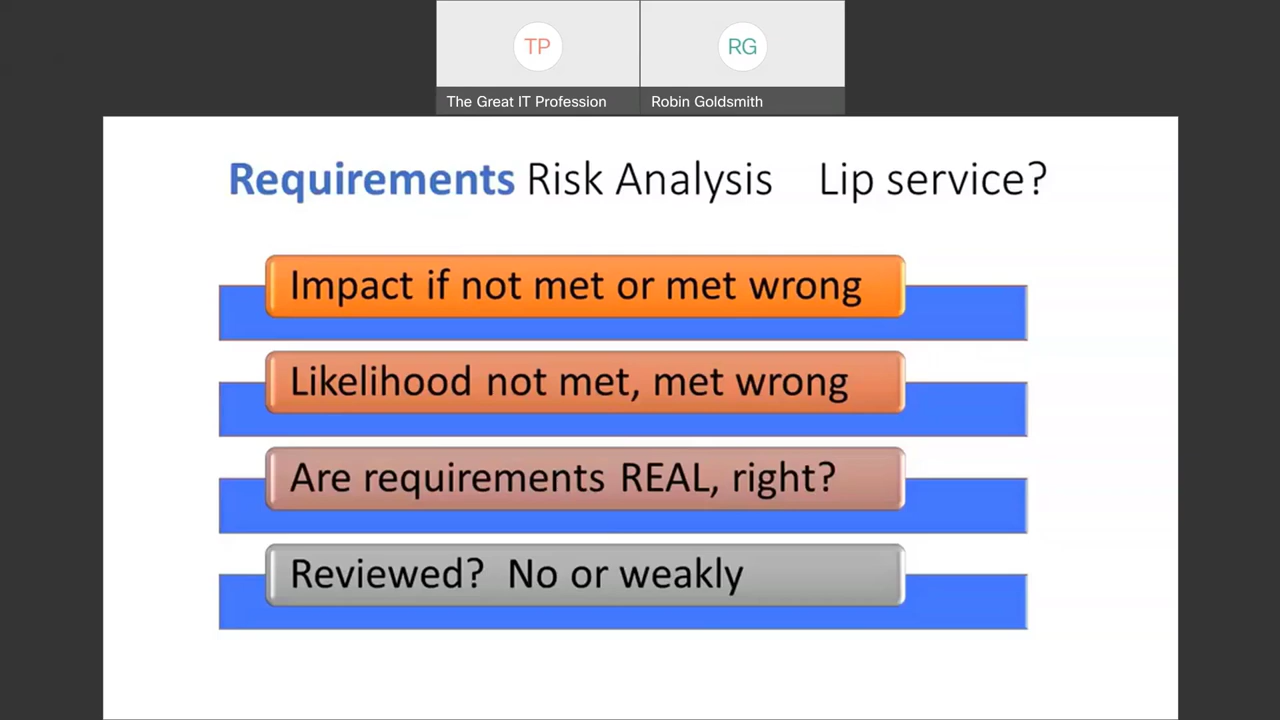 TP
RG
The Great IT Profession
Robin Goldsmith
Requirements Risk Analysis Lip service?
Impact if not met or met wrong
Likelihood not met, met wrong
Are requirements REAL, right?
Reviewed? No or weakly